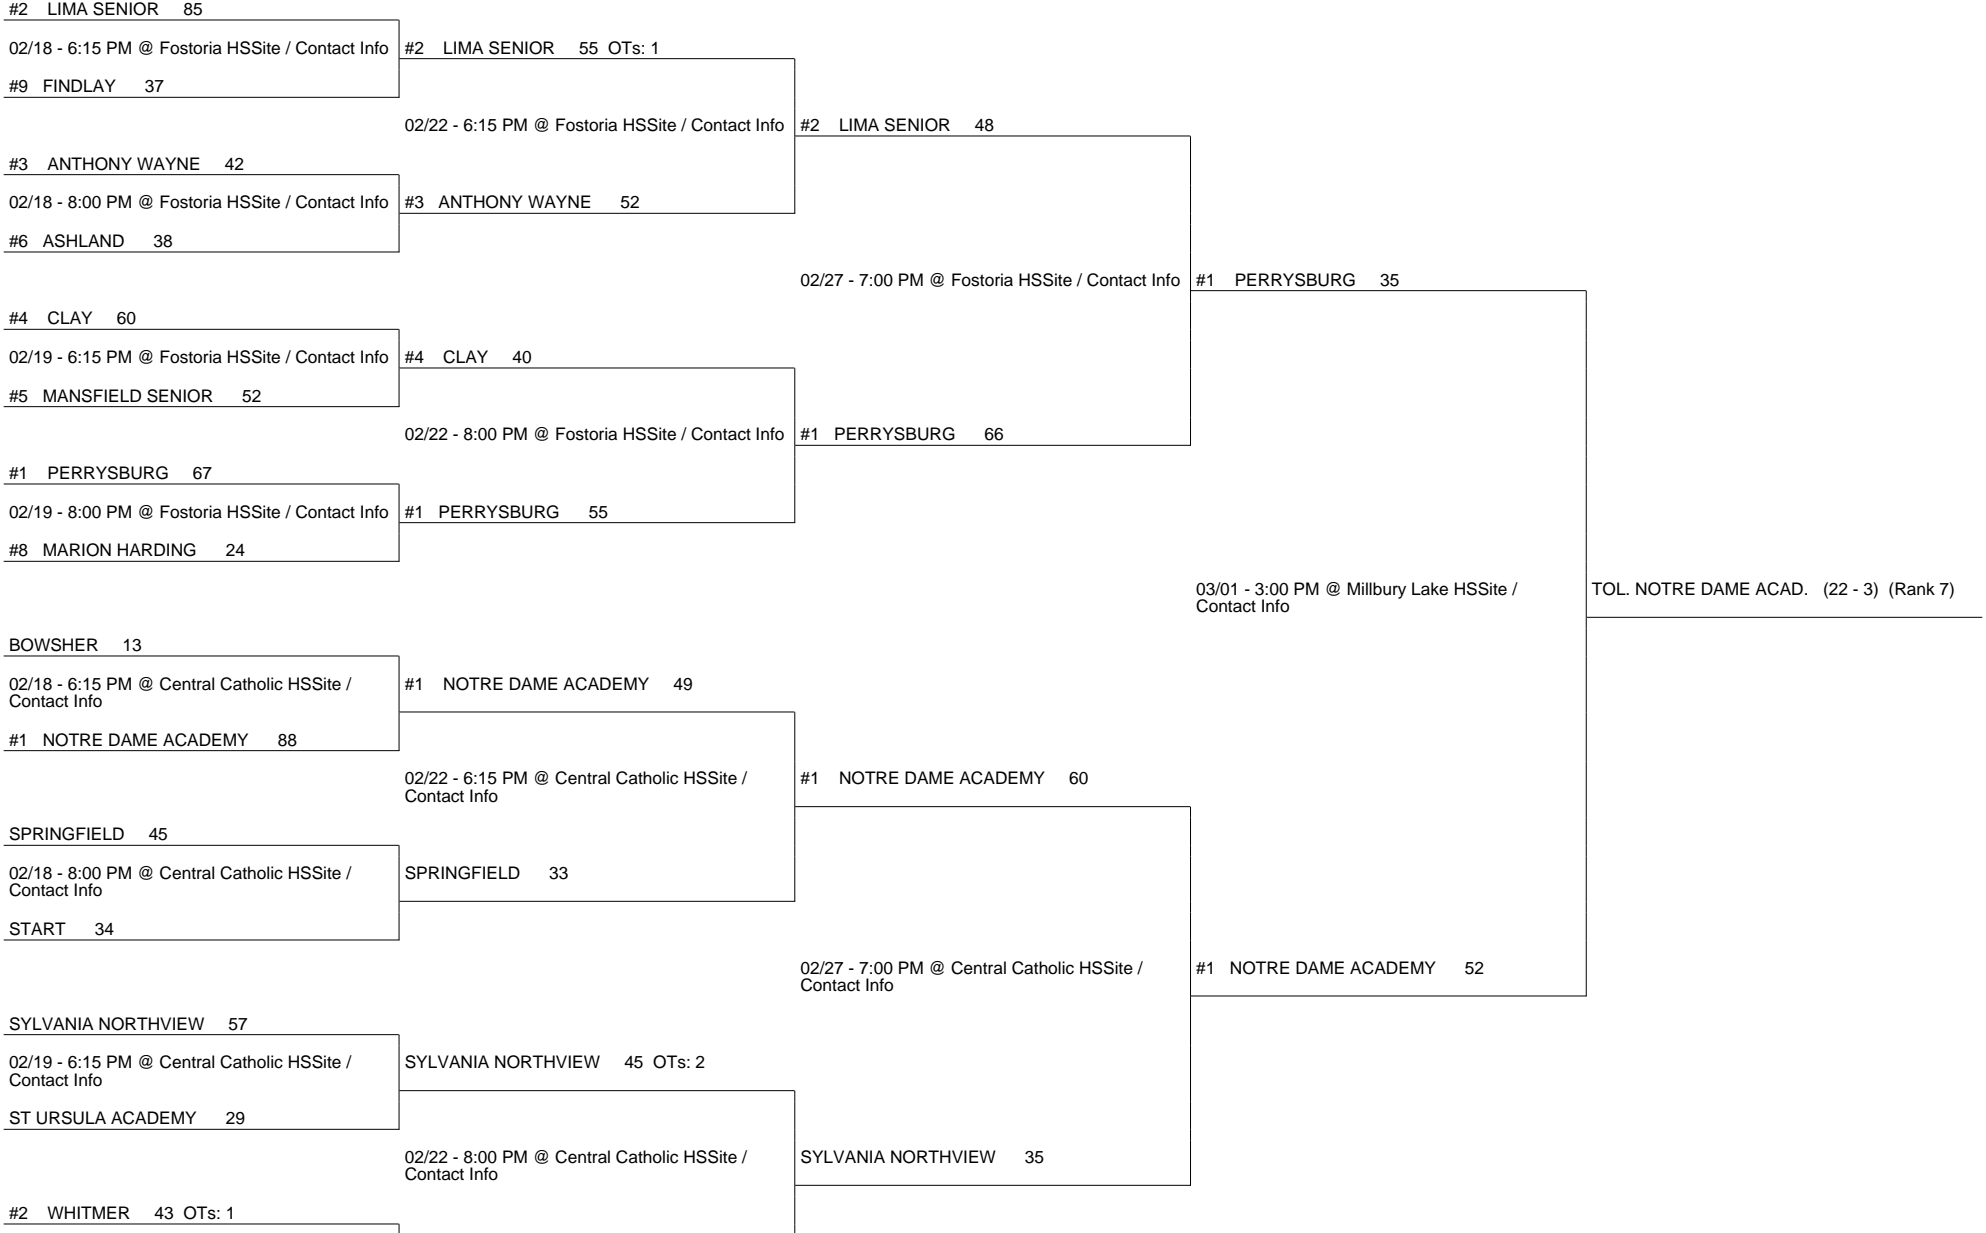 #2 LIMA SENIOR 85
02/18 - 6:15 PM @ Fostoria HSSite / Contact Info
#2 LIMA SENIOR 55 OTs: 1
#9 FINDLAY 37
02/22 - 6:15 PM @ Fostoria HSSite / Contact Info
#2 LIMA SENIOR 48
#3 ANTHONY WAYNE 42
02/18 - 8:00 PM @ Fostoria HSSite / Contact Info
#3 ANTHONY WAYNE 52
#6 ASHLAND 38
02/27 - 7:00 PM @ Fostoria HSSite / Contact Info
#1 PERRYSBURG 35
#4 CLAY 60
02/19 - 6:15 PM @ Fostoria HSSite / Contact Info
#4 CLAY 40
#5 MANSFIELD SENIOR 52
02/22 - 8:00 PM @ Fostoria HSSite / Contact Info
#1 PERRYSBURG 66
#1 PERRYSBURG 67
02/19 - 8:00 PM @ Fostoria HSSite / Contact Info
#1 PERRYSBURG 55
#8 MARION HARDING 24
03/01 - 3:00 PM @ Millbury Lake HSSite /
Contact Info
TOL. NOTRE DAME ACAD. (22 - 3) (Rank 7)
BOWSHER 13
02/18 - 6:15 PM @ Central Catholic HSSite /
Contact Info
#1 NOTRE DAME ACADEMY 49
#1 NOTRE DAME ACADEMY 88
02/22 - 6:15 PM @ Central Catholic HSSite /
Contact Info
#1 NOTRE DAME ACADEMY 60
SPRINGFIELD 45
02/18 - 8:00 PM @ Central Catholic HSSite /
Contact Info
SPRINGFIELD 33
START 34
02/27 - 7:00 PM @ Central Catholic HSSite /
Contact Info
#1 NOTRE DAME ACADEMY 52
SYLVANIA NORTHVIEW 57
02/19 - 6:15 PM @ Central Catholic HSSite /
Contact Info
SYLVANIA NORTHVIEW 45 OTs: 2
ST URSULA ACADEMY 29
02/22 - 8:00 PM @ Central Catholic HSSite /
Contact Info
SYLVANIA NORTHVIEW 35
#2 WHITMER 43 OTs: 1